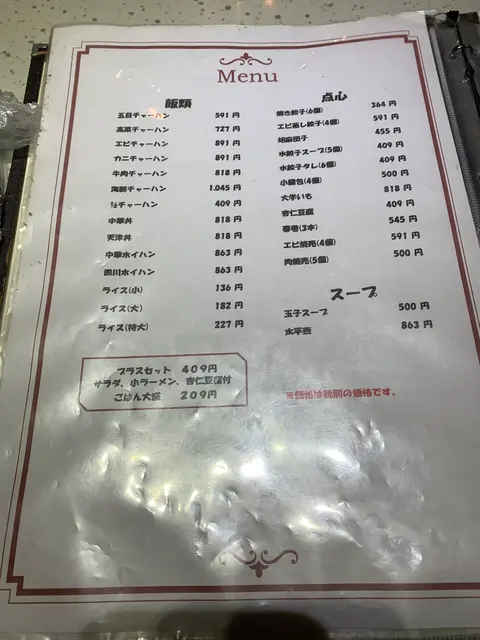 Menu
飯類
五目チャーハン 591 円
高菜チャーハン 727 円
エビチャーハン 891 円
カニチャーハン 891 円
牛肉チャーハン 818 円
海鮮チャーハン 1.045 円
½チャーハン 409 円
中華丼 818 円
天津丼 818 円
中華ホイハン 863 円
四川ホイハン 863 円
ライス(小) 136 円
ライス(大) 182 円
ライス(特大) 227 円
プラスセット 409円
サラダ、小ラーメン、杏仁豆腐付
ごはん大盛 209円
点心
焼き餃子(6個) 364 円
エビ蒸し餃子(4個) 591 円
胡麻団子 455 円
水餃子スープ(5個) 409 円
水餃子タレ(6個) 409 円
小籠包(4個) 500 円
大学いも 818 円
杏仁豆腐 409 円
春巻(3本) 545 円
エビ焼売(4個) 591 円
肉焼売(5個) 500 円
スープ
玉子スープ 500 円
太平燕 863 円
※価格は税別の価格です。